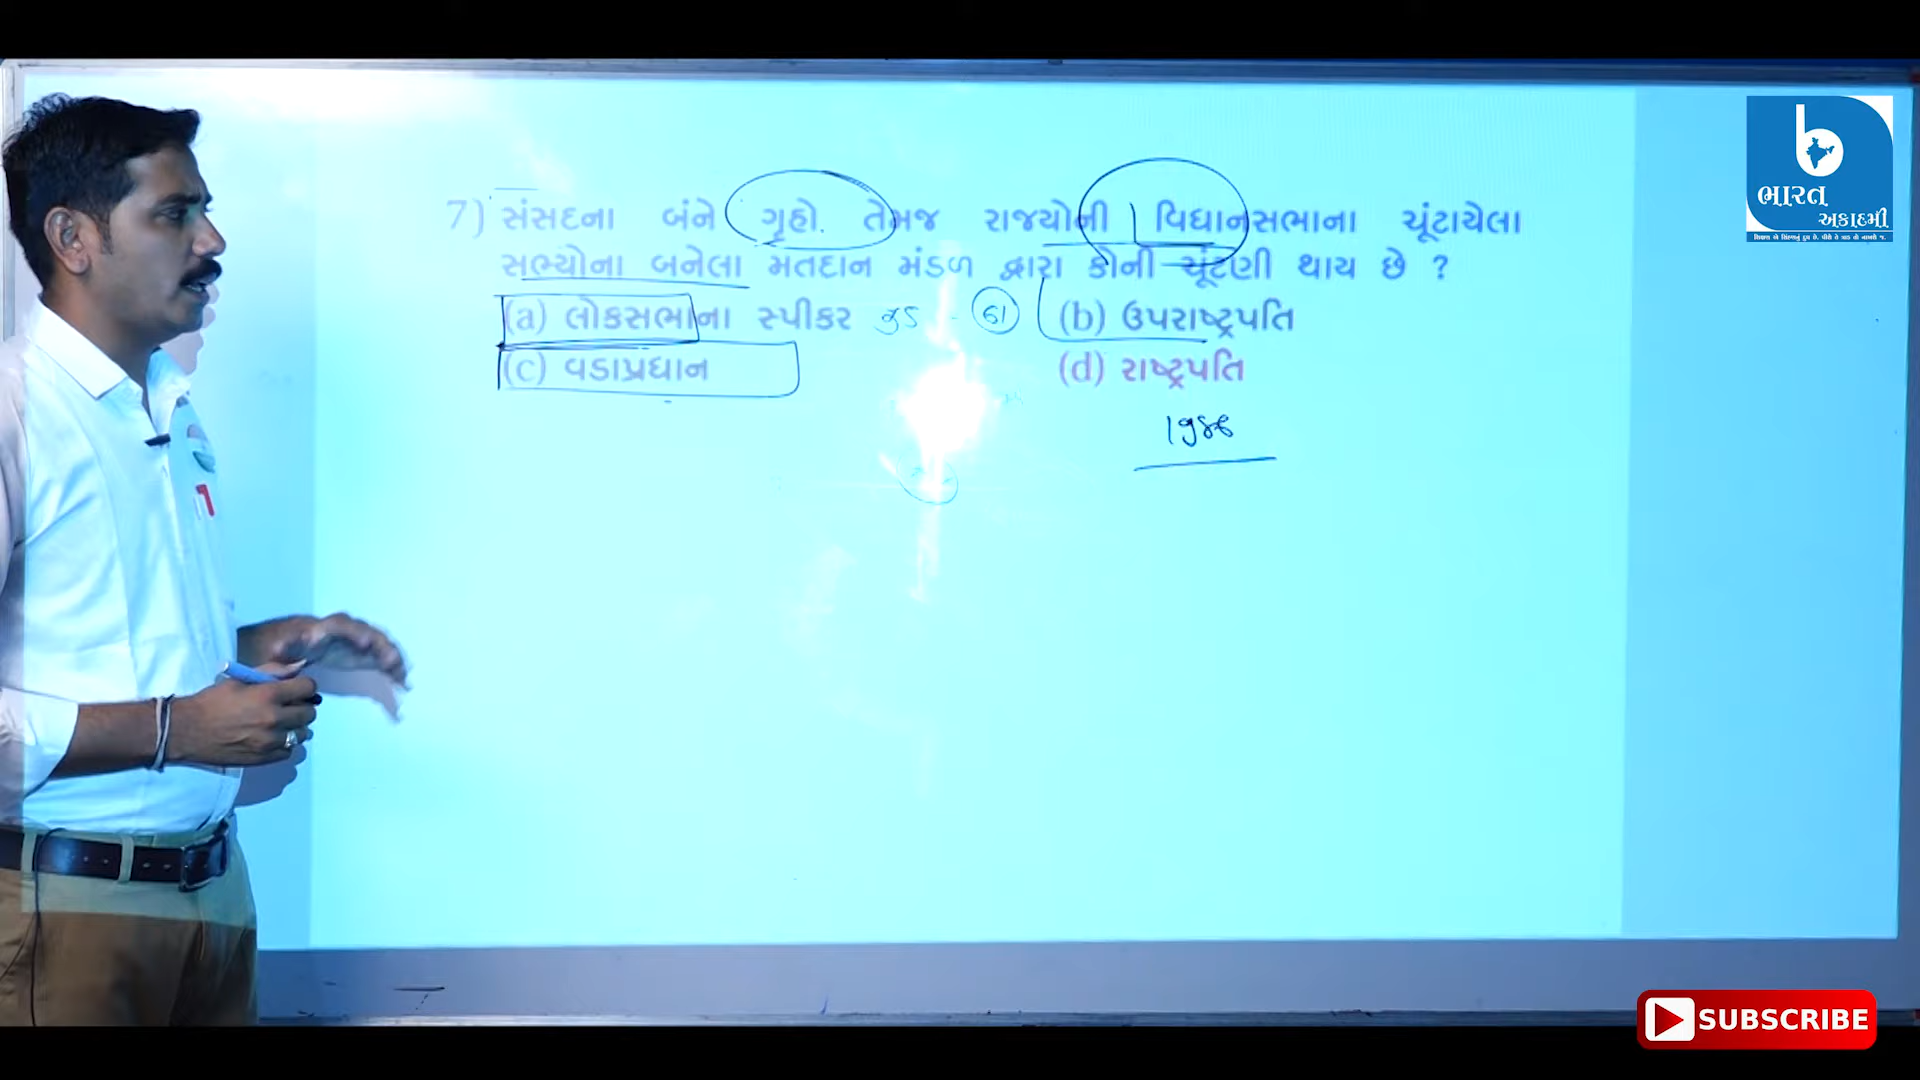 7) સંસદના બંને ગૃહો તેમજ રાજ્યોની વિધાનસભાના ચૂંટાયેલા
સભ્યોના બનેલા મતદાન મંડળ દ્વારા કોની ચૂંટણી થાય છે ?
(a) લોકસભાના સ્પીકર
61
(b) ઉપરાષ્ટ્રપતિ
(c) વડાપ્રધાન
(d) રાષ્ટ્રપતિ
b
ભારત
અકાદમી
SUBSCRIBE